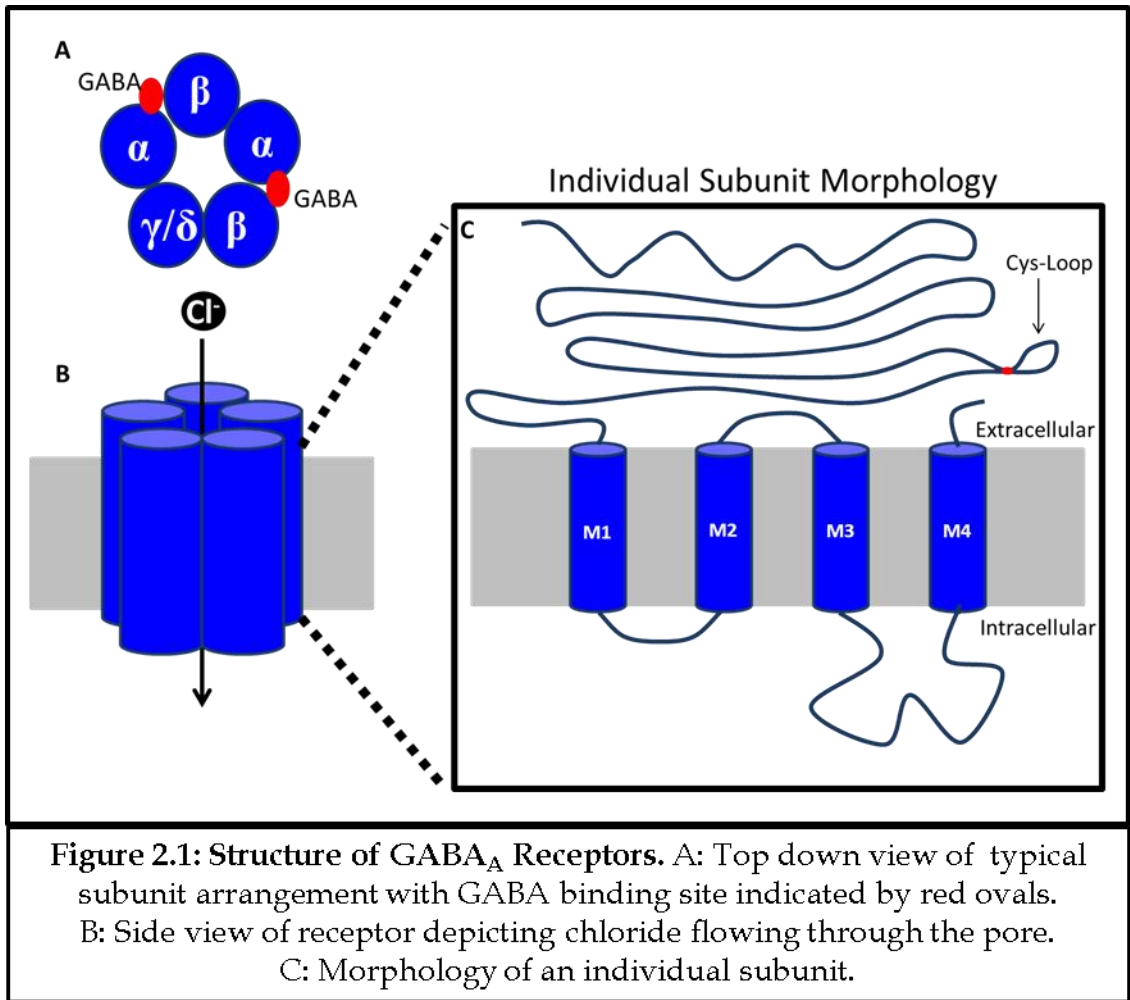 A
GABA
β
α
α
GABA
γ/δ
β
Cl-
B
Individual Subunit Morphology
C
Cys-Loop
Extracellular
M1
M2
M3
M4
Intracellular
Figure 2.1: Structure of GABAA Receptors. A: Top down view of typical
subunit arrangement with GABA binding site indicated by red ovals.
B: Side view of receptor depicting chloride flowing through the pore.
C: Morphology of an individual subunit.